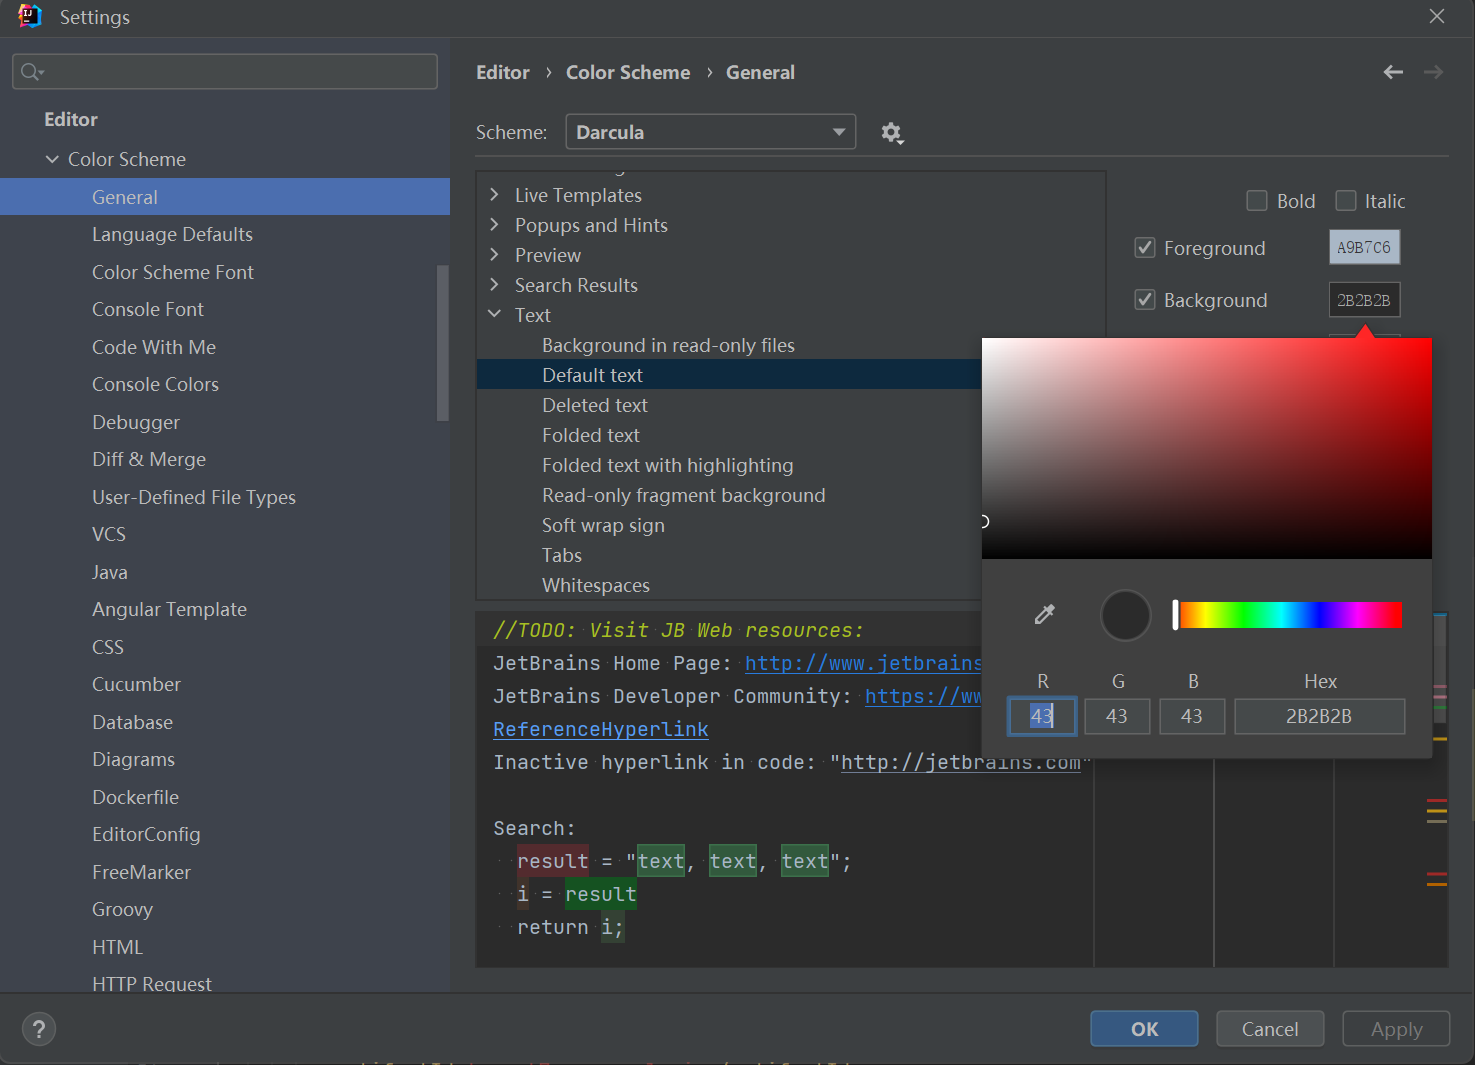 Settings
Editor › Color Scheme › General
Editor
Color Scheme
General
Language Defaults
Color Scheme Font
Console Font
Code With Me
Console Colors
Debugger
Diff & Merge
User-Defined File Types
VCS
Java
Angular Template
CSS
Cucumber
Database
Diagrams
Dockerfile
EditorConfig
FreeMarker
Groovy
HTML
HTTP Request
Scheme: Darcula
Live Templates
Popups and Hints
Preview
Search Results
Text
Background in read-only files
Default text
Deleted text
Folded text
Folded text with highlighting
Read-only fragment background
Soft wrap sign
Tabs
Whitespaces
Bold Italic
Foreground A9B7C6
Background 2B2B2B
R G B Hex
43 43 43 2B2B2B
//TODO: Visit JB Web resources:
JetBrains Home Page: http://www.jetbrains
JetBrains Developer Community: https://ww
ReferenceHyperlink
Inactive hyperlink in code: "http://jetbrains.com"
Search:
result = "text, text, text";
i = result
return i;
?
OK Cancel Apply